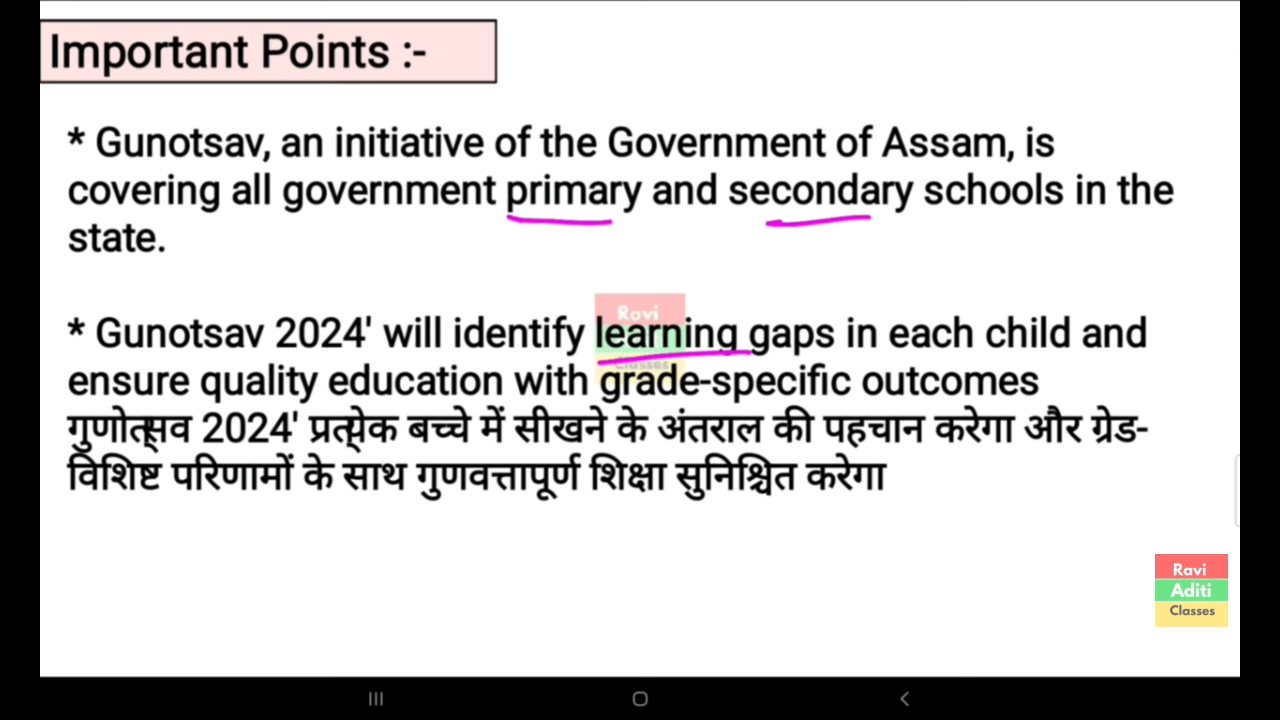 Important Points :-
* Gunotsav, an initiative of the Government of Assam, is
covering all government primary and secondary schools in the
state.
Ravi
* Gunotsav 2024' will identify learning gaps in each child and
Classes
ensure quality education with grade-specific outcomes
गुणोत्सव 2024' प्रत्येक बच्चे में सीखने के अंतराल की पहचान करेगा और ग्रेड-
विशिष्ट परिणामों के साथ गुणवत्तापूर्ण शिक्षा सुनिश्चित करेगा
Ravi
Aditi
Classes